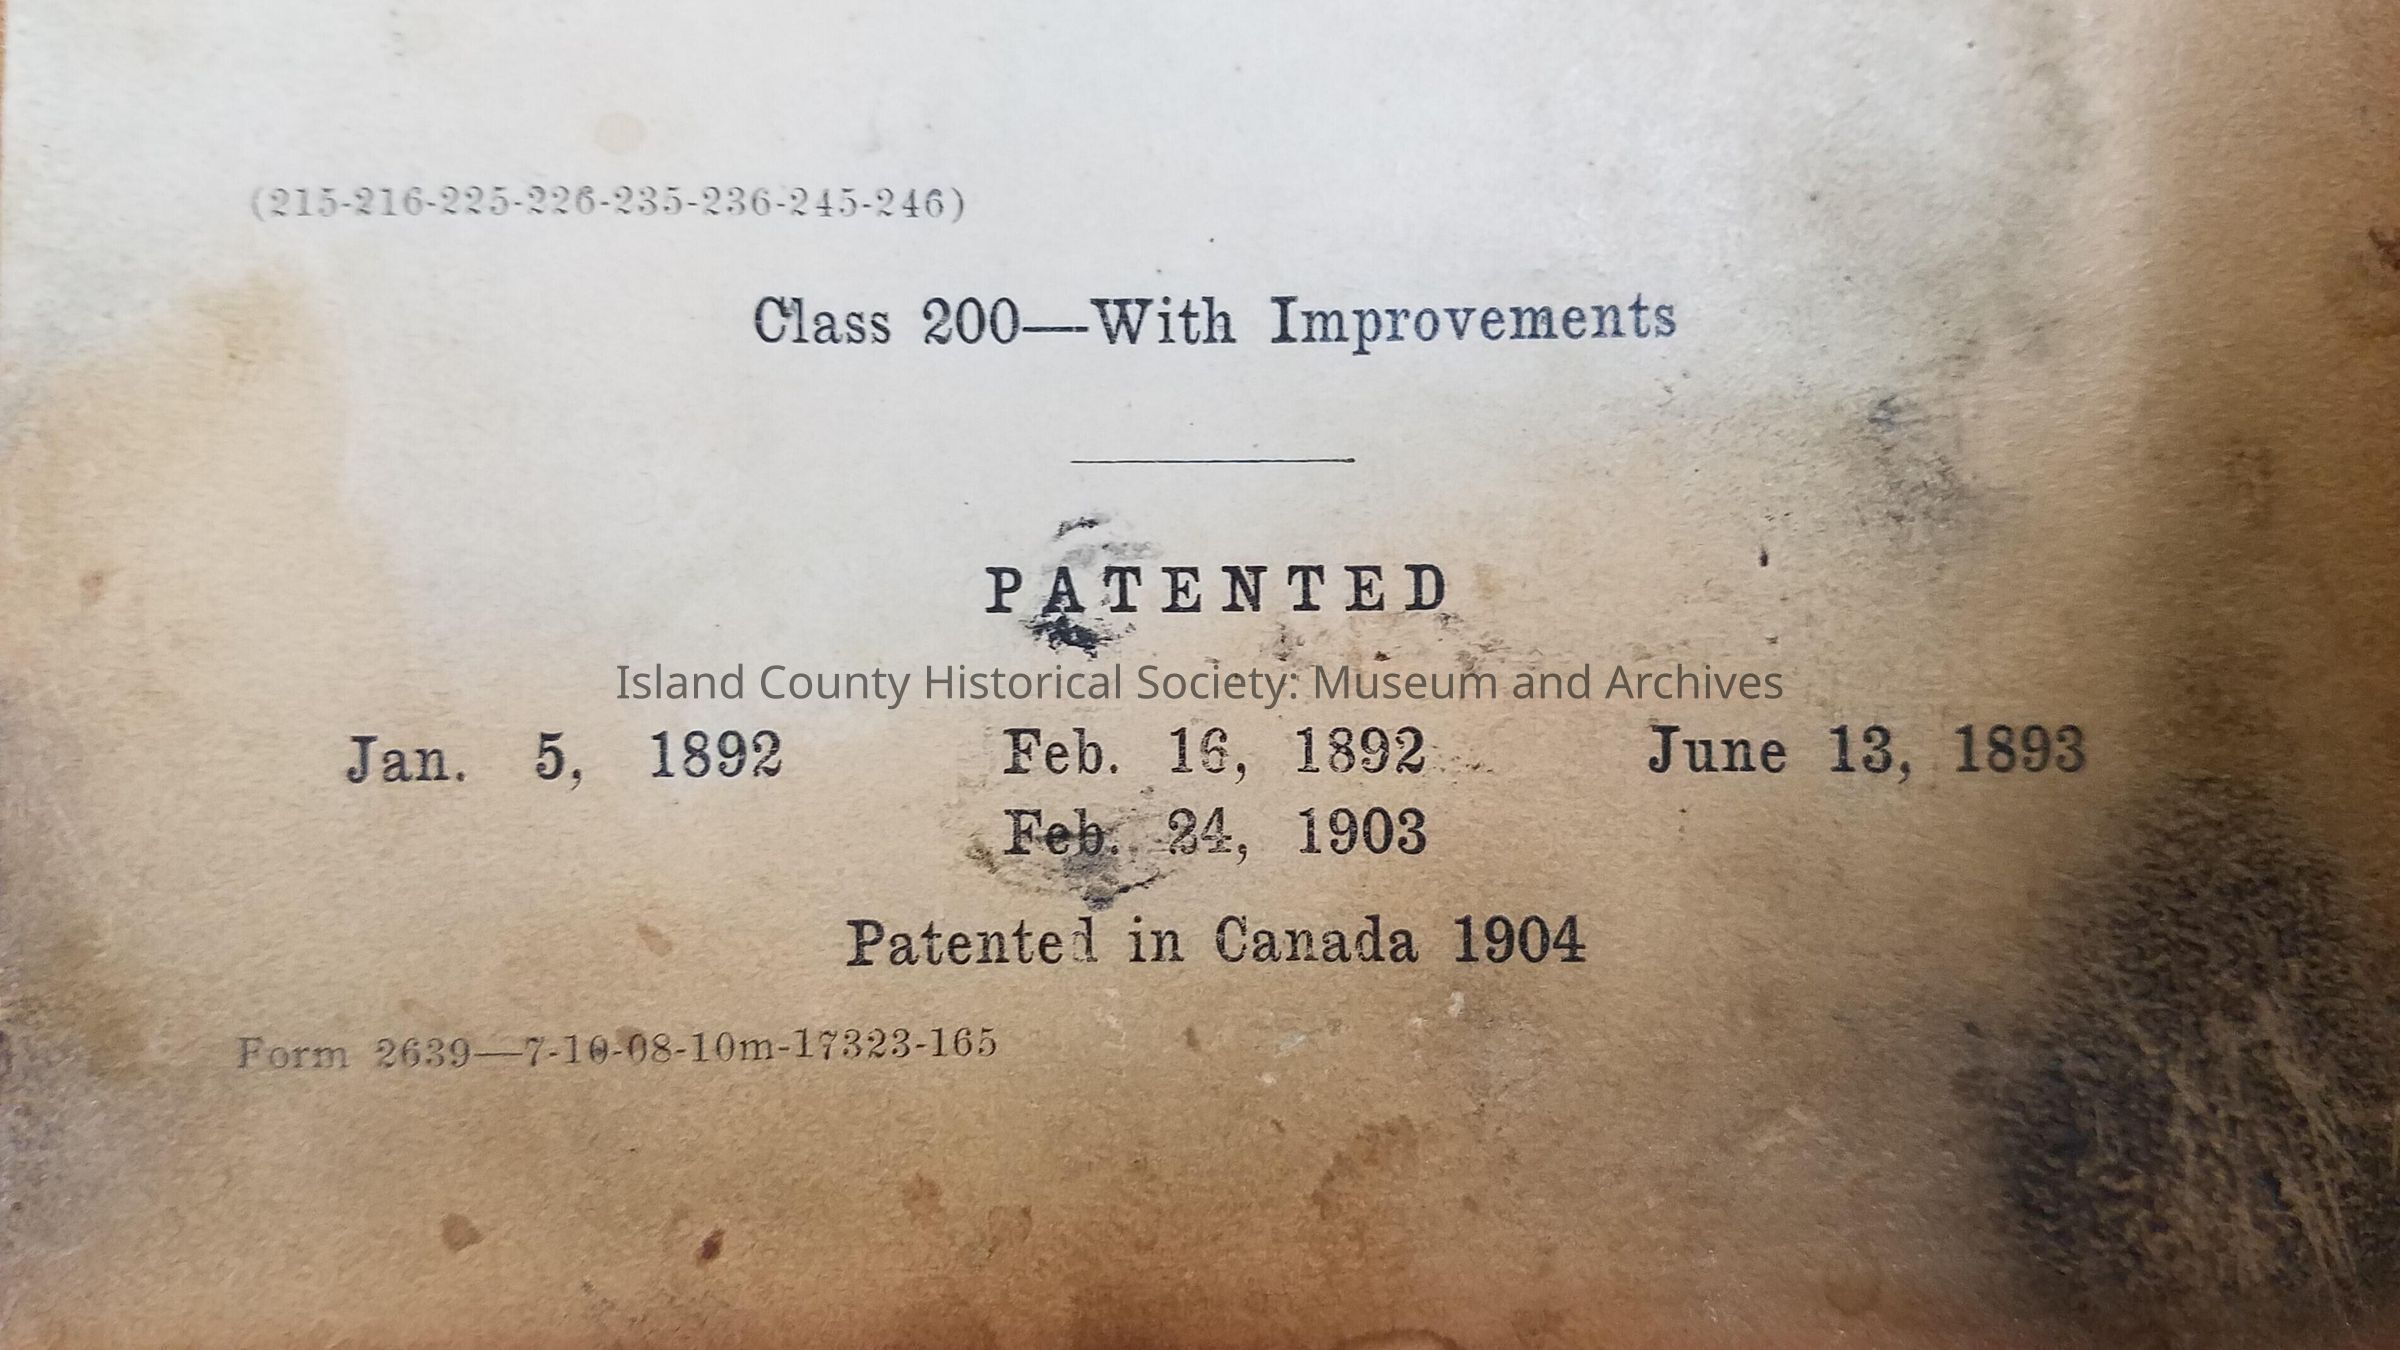 (215-216-225-226-235-236-245-246)
Class 200—With Improvements
PATENTED
Island County Historical Society: Museum and Archives
Jan. 5, 1892 Feb. 16, 1892 June 13, 1893
Feb. 24, 1903
Patented in Canada 1904
Form 2639—7-10-08-10m-17323-165